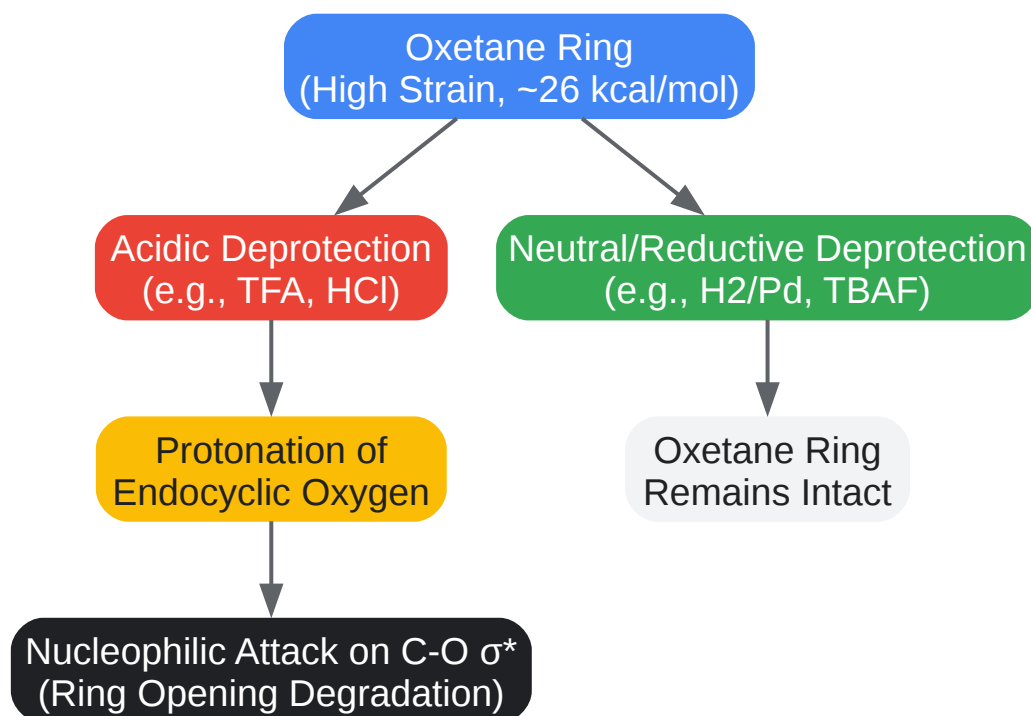 Oxetane Ring
(High Strain, ~26 kcal/mol)
Acidic Deprotection
(e.g., TFA, HCl)
Neutral/Reductive Deprotection
(e.g., H2/Pd, TBAF)
Protonation of
Endocyclic Oxygen
Oxetane Ring
Remains Intact
Nucleophilic Attack on C-O σ*
(Ring Opening Degradation)